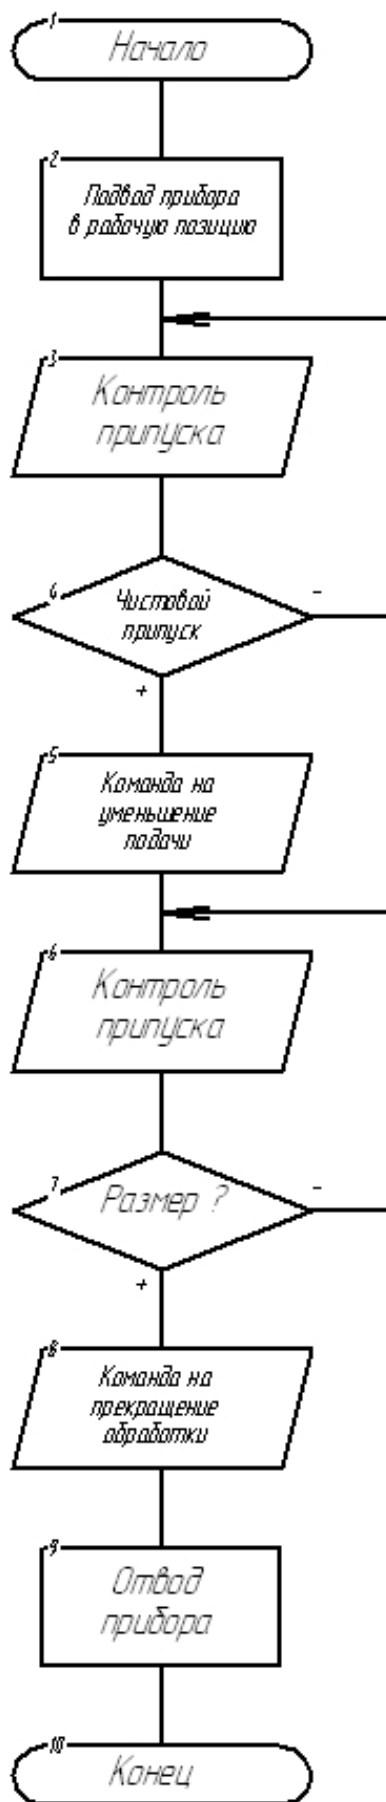 1
Начало
2
Подвод прибора
в рабочую позицию
3
Контроль
припуска
4
Чистовой
припуск
-
+
5
Команда на
уменьшение
подачи
6
Контроль
припуска
7
Размер ?
-
+
8
Команда на
прекращение
обработки
9
Отвод
прибора
10
Конец